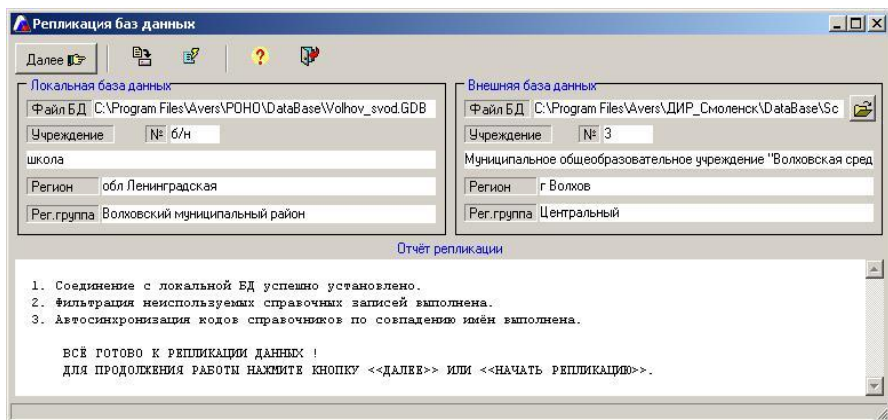 Репликация баз данных
Далее
Локальная база данных
Файл БД C:\Program Files\Avers\РОНО\DataBase\Volhov_svod.GDB
Учреждение № б/н
школа
Регион обл Ленинградская
Рег.группа Волховский муниципальный район
Внешняя база данных
Файл БД C:\Program Files\Avers\ДИР_Смоленск\DataBase\Sc
Учреждение № 3
Муниципальное общеобразовательное учреждение "Волховская сред
Регион г Волхов
Рег.группа Центральный
Отчёт репликации
1. Соединение с локальной БД успешно установлено.
2. Фильтрация неиспользуемых справочных записей выполнена.
3. Автосинхронизация кодов справочников по совпадению имён выполнена.
ВСЁ ГОТОВО К РЕПЛИКАЦИИ ДАННЫХ !
ДЛЯ ПРОДОЛЖЕНИЯ РАБОТЫ НАЖМИТЕ КНОПКУ <<ДАЛЕЕ>> ИЛИ <<НАЧАТЬ РЕПЛИКАЦИЮ>>.